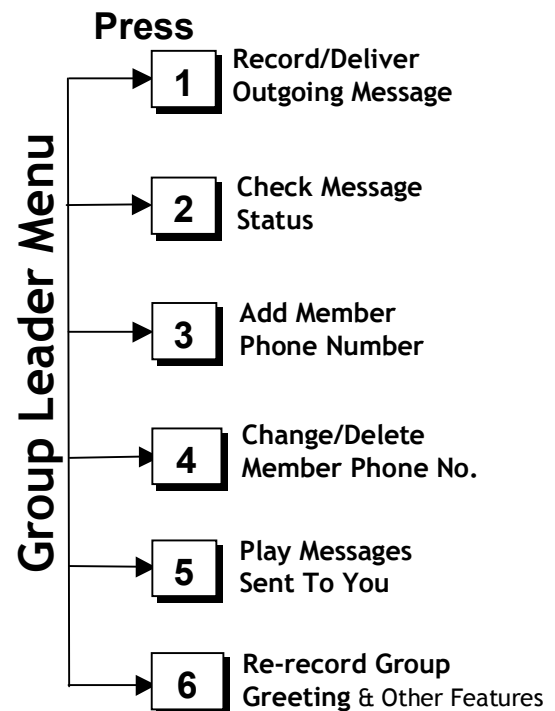 Press
Group Leader Menu
1
Record/Deliver
Outgoing Message
2
Check Message
Status
3
Add Member
Phone Number
4
Change/Delete
Member Phone No.
5
Play Messages
Sent To You
6
Re-record Group
Greeting & Other Features